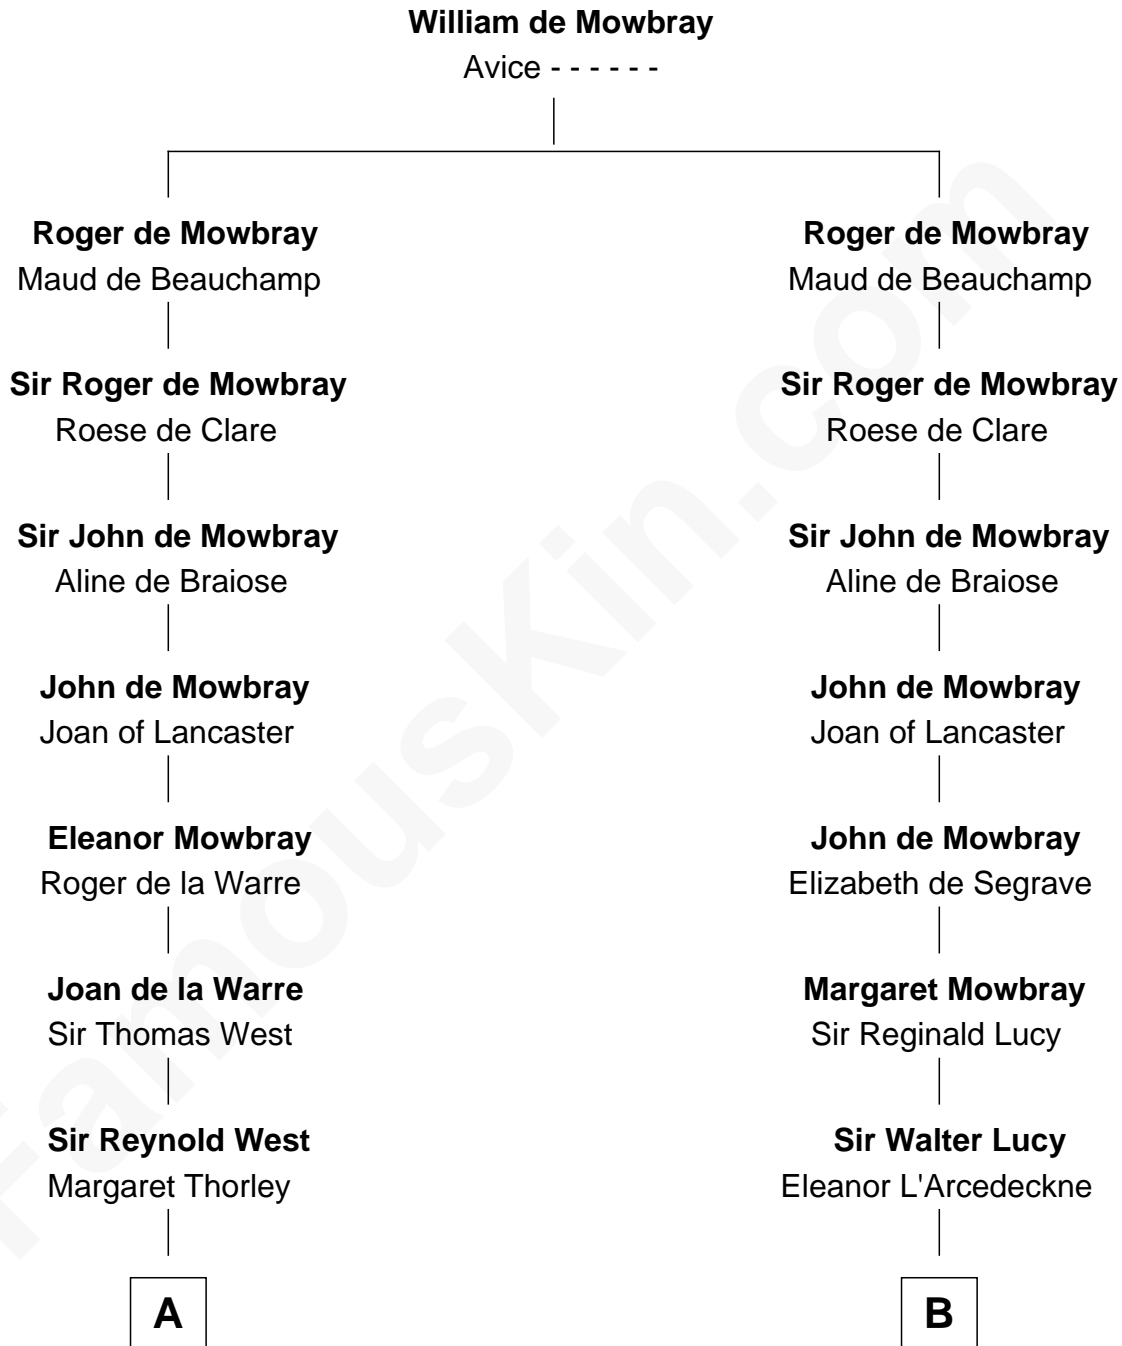 William de Mowbray
Avice - - - - - -
Roger de Mowbray
Maud de Beauchamp
Roger de Mowbray
Maud de Beauchamp
Sir Roger de Mowbray
Roese de Clare
Sir Roger de Mowbray
Roese de Clare
Sir John de Mowbray
Aline de Braiose
Sir John de Mowbray
Aline de Braiose
John de Mowbray
Joan of Lancaster
John de Mowbray
Joan of Lancaster
Eleanor Mowbray
Roger de la Warre
John de Mowbray
Elizabeth de Segrave
Joan de la Warre
Sir Thomas West
Margaret Mowbray
Sir Reginald Lucy
Sir Reynold West
Margaret Thorley
Sir Walter Lucy
Eleanor L'Arcedeckne
A
B
FamousKin.com